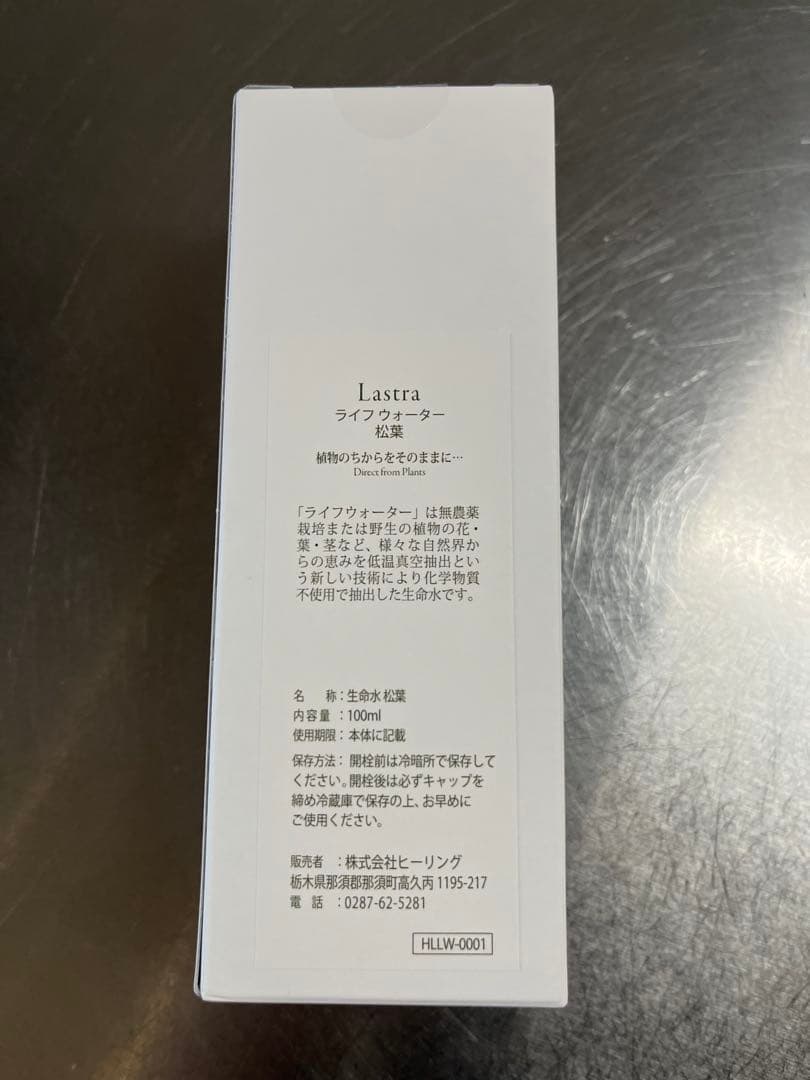 Lastra
ライフ ウォーター
松葉
植物のちからをそのままに…
Direct from Plants
「ライフウォーター」は無農薬
栽培または野生の植物の花・
葉・茎など、様々な自然界か
らの恵みを低温真空抽出とい
う新しい技術により化学物質
不使用で抽出した生命水です。
名　称：生命水 松葉
内容量：100ml
使用期限：本体に記載
保存方法：開栓前は冷暗所で保存して
ください。開栓後は必ずキャップを
締め冷蔵庫で保存の上、お早めに
ご使用ください。
販売者：株式会社ヒーリング
栃木県那須郡那須町高久丙 1195-217
電　話：0287-62-5281
HLLW-0001